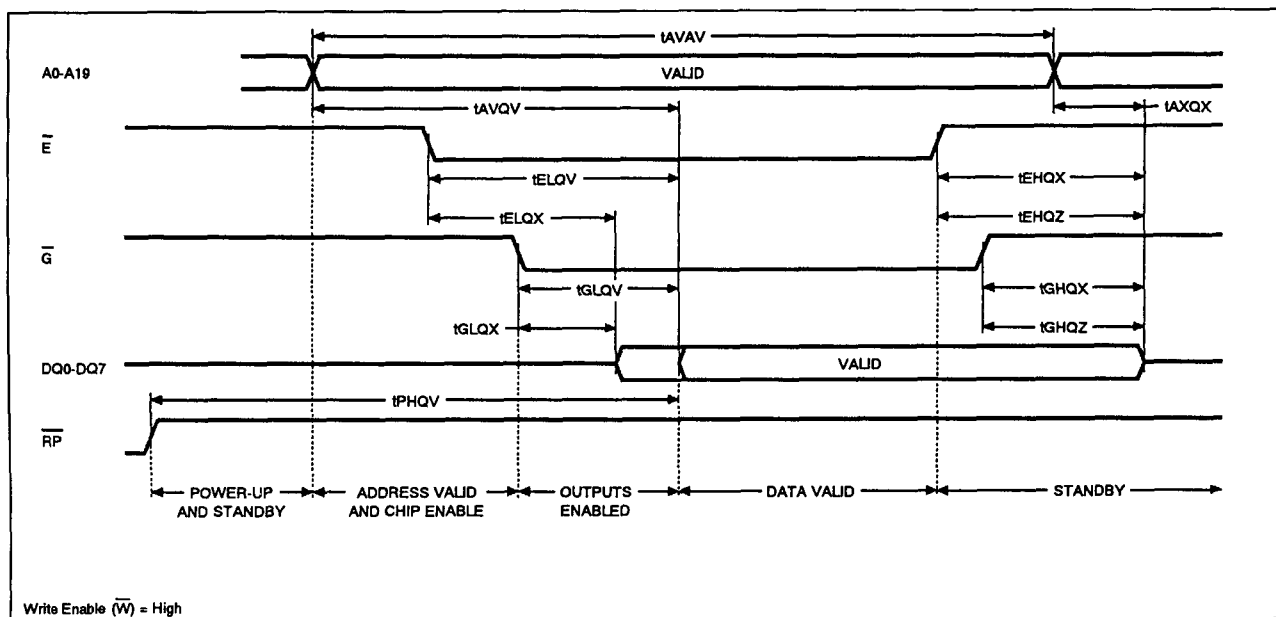 tAVAV
A0-A19
VALID
tAVQV
tAXQX
E
tELQV
tEHQX
tELQX
tEHQZ
G
tGLQV
tGHQX
tGLQX
tGHQZ
DQ0-DQ7
VALID
tPHQV
RP
POWER-UP
AND STANDBY
ADDRESS VALID
AND CHIP ENABLE
OUTPUTS
ENABLED
DATA VALID
STANDBY
Write Enable (W̅) = High